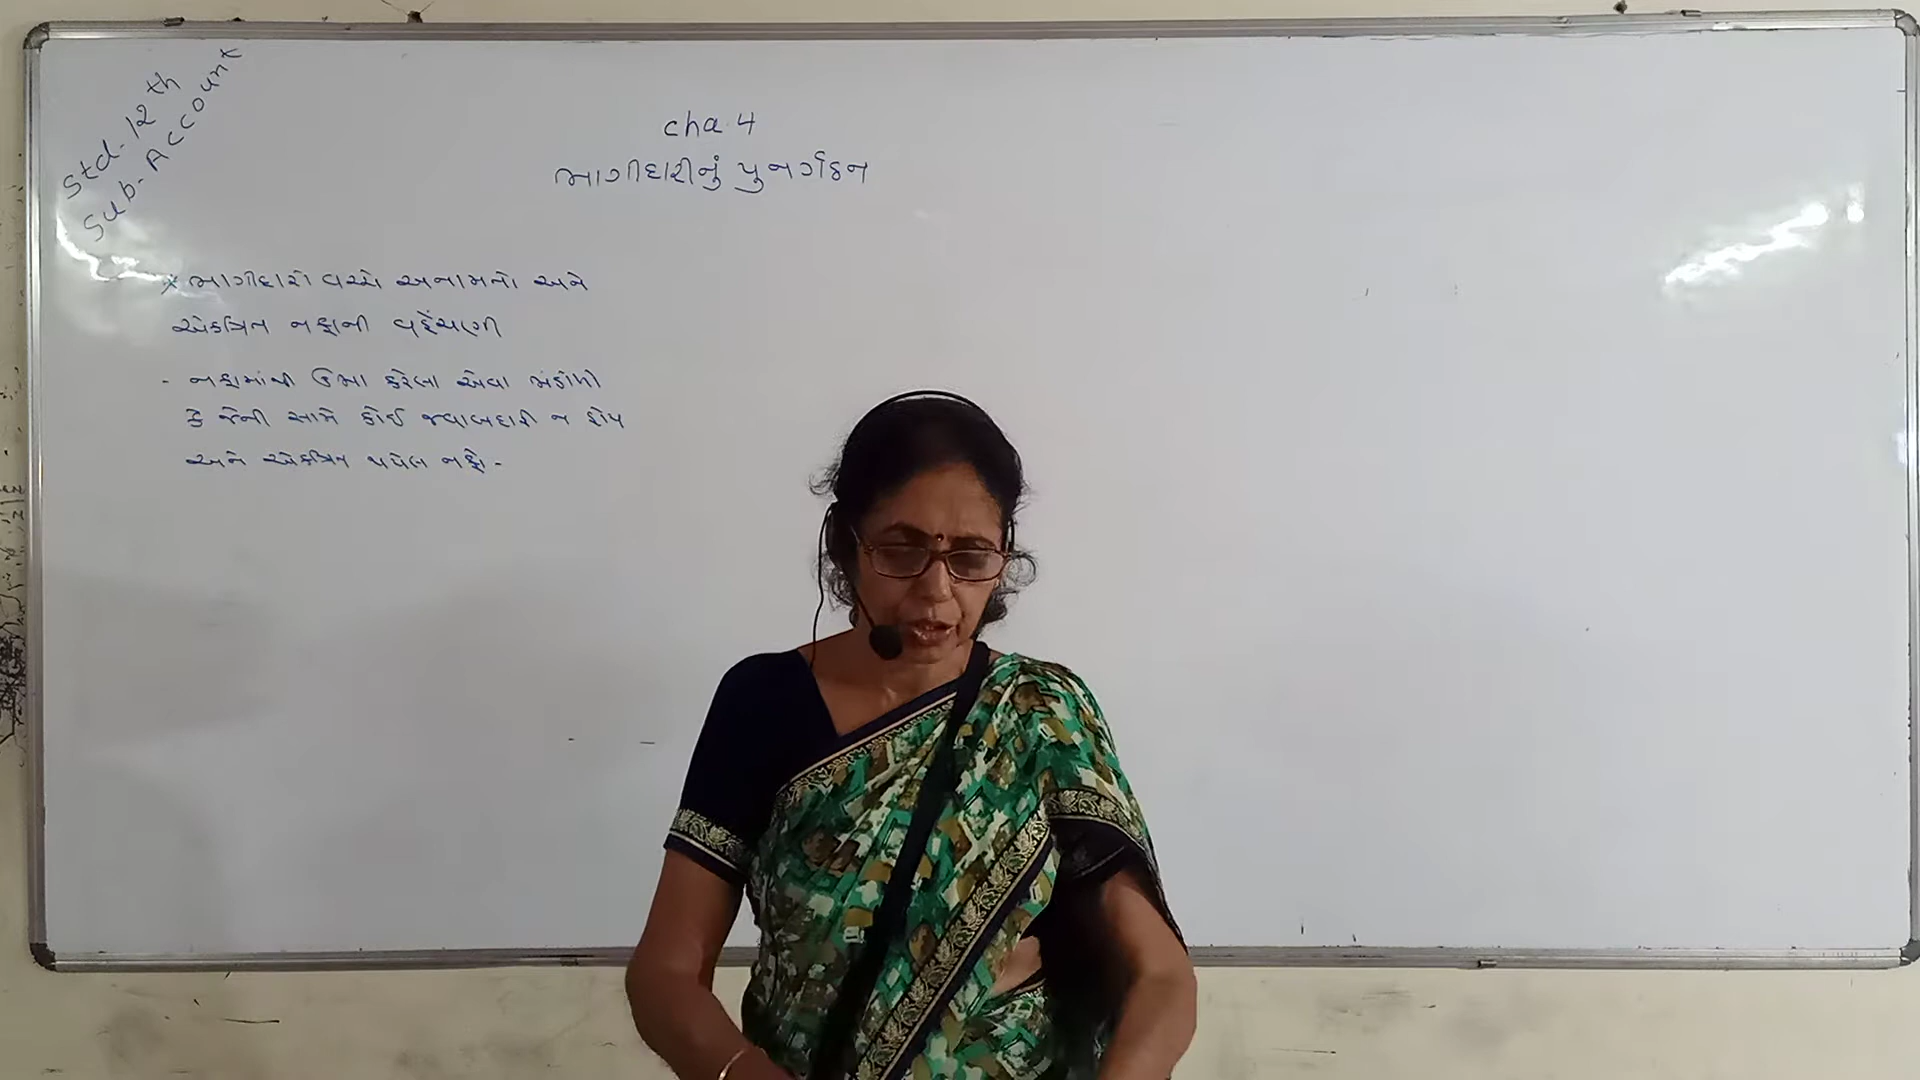 Std-12th
Sub-Account
cha.4
ભાગીદારીનું પુનર્ગઠન
* ભાગીદારો વચ્ચે અનામતો અને
એકત્રિત નફાની વહેંચણી
- નફામાંથી ઉભા કરેલા એવા ભંડોળો
કે જેની સામે કોઈ જવાબદારી ન હોય
અને એકત્રિત થયેલ નફો -